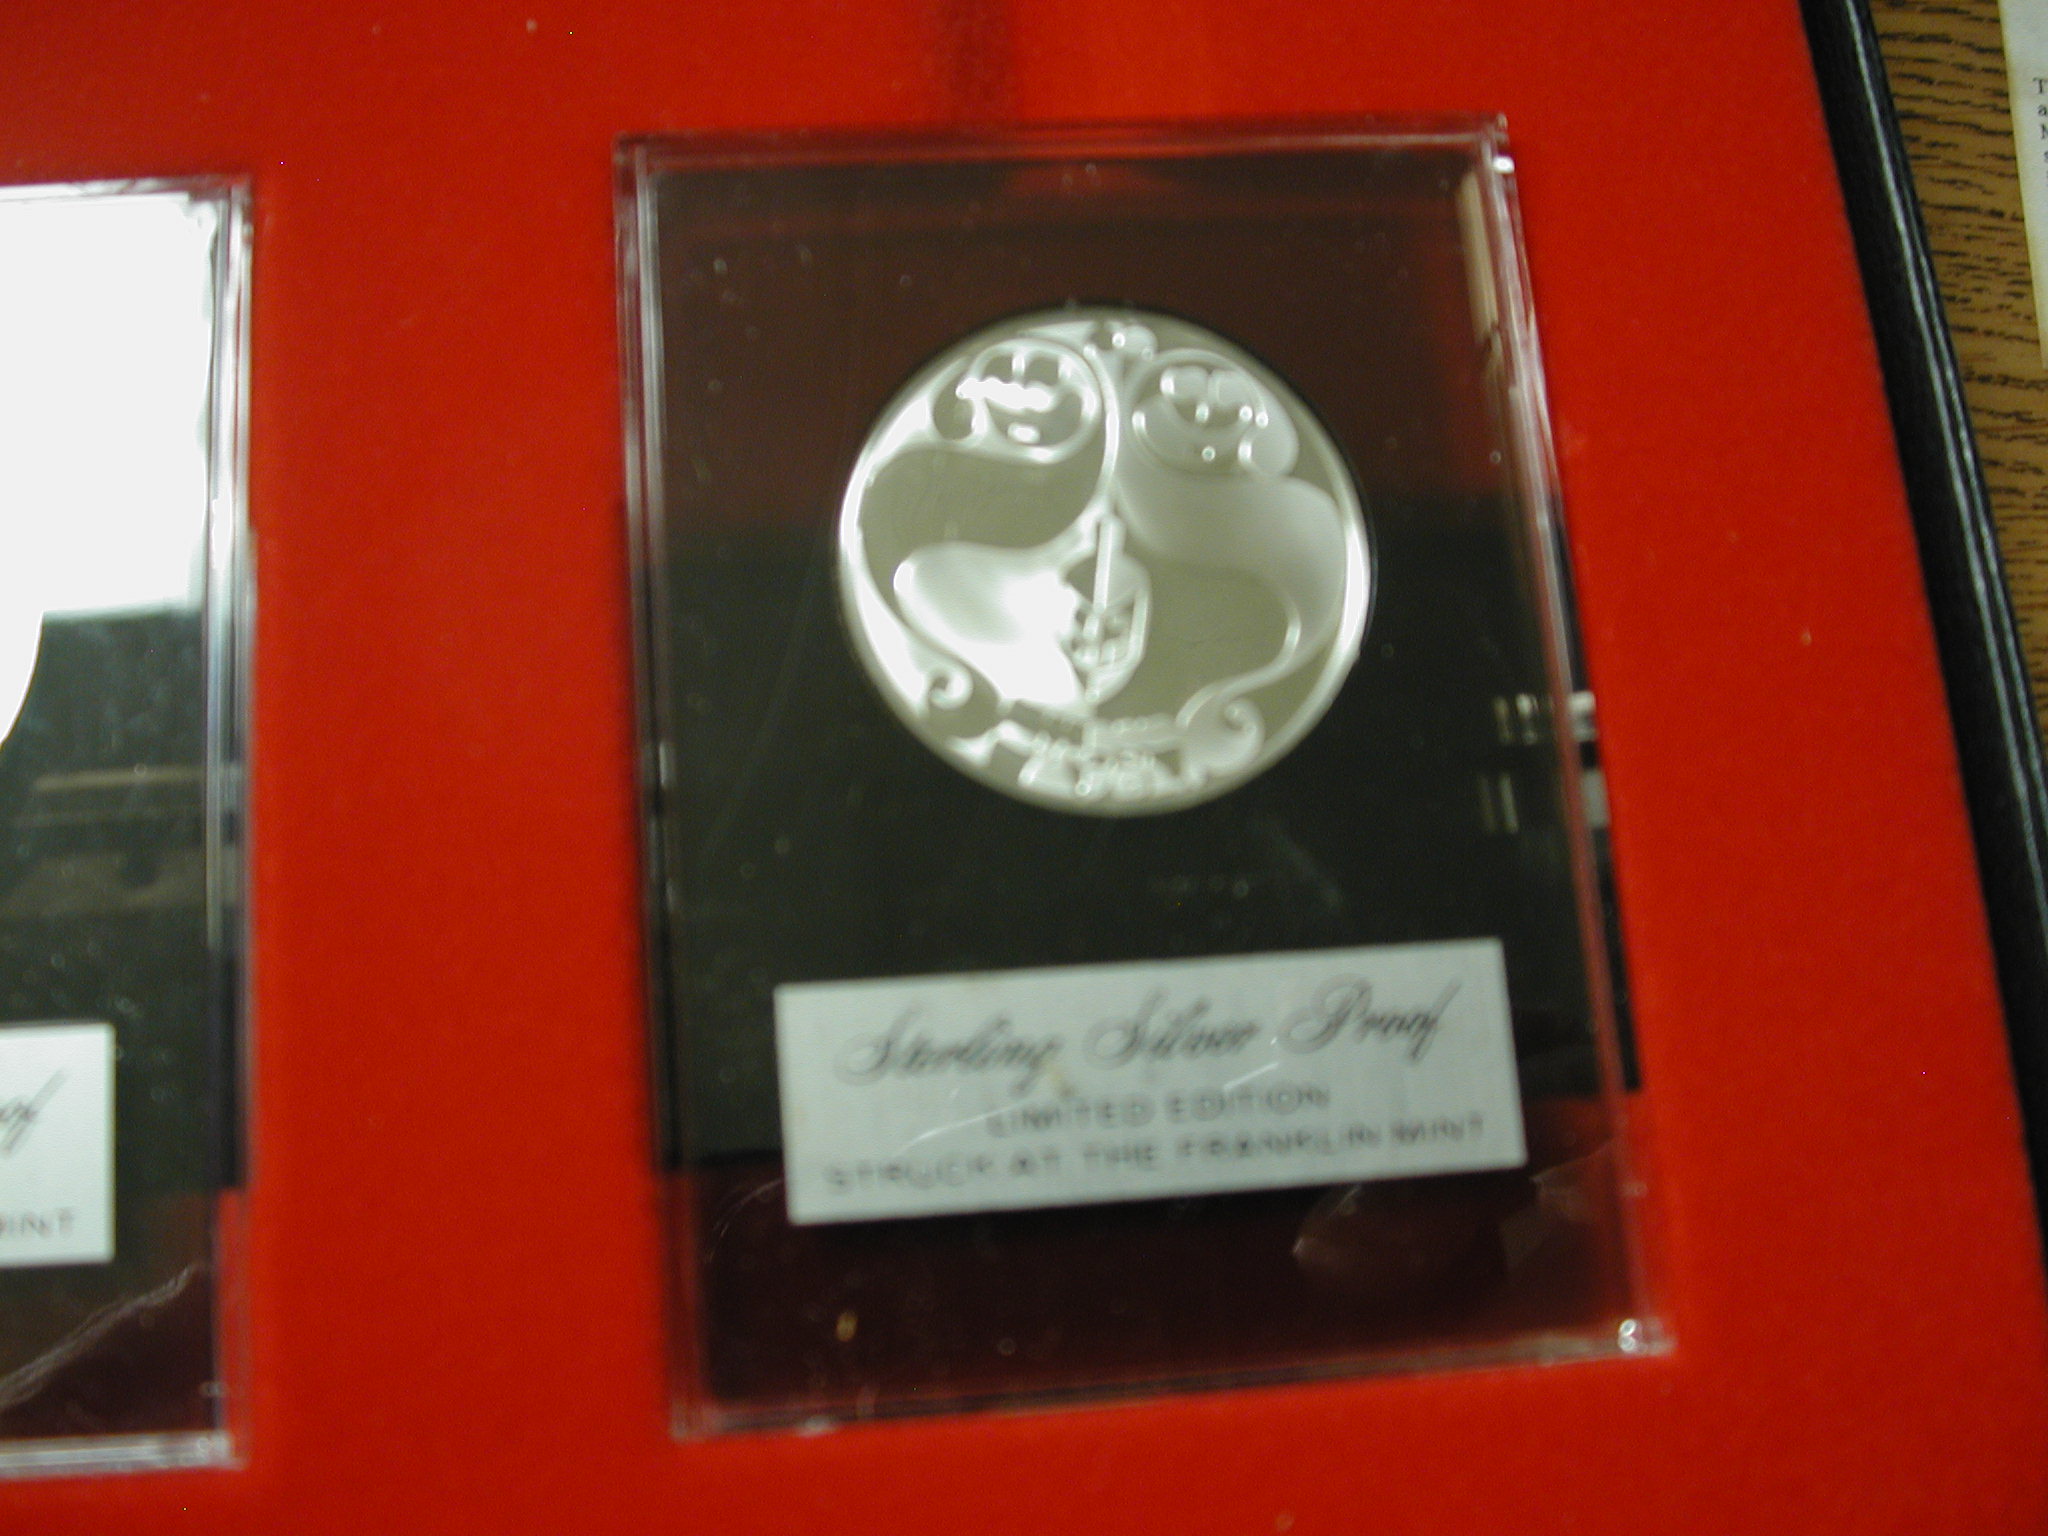 Sterling Silver Proof
LIMITED EDITION
STRUCK AT THE FRANKLIN MINT